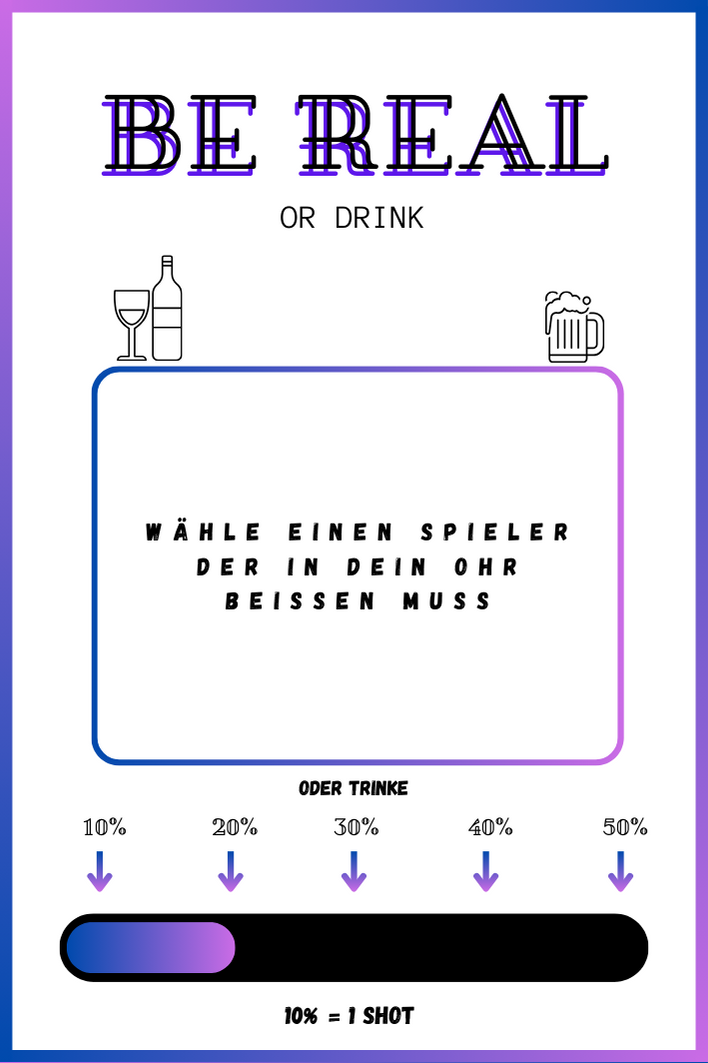 BE REAL
OR DRINK
WÄHLE EINEN SPIELER
DER IN DEIN OHR
BEISSEN MUSS
ODER TRINKE
10% 20% 30% 40% 50%
10% = 1 SHOT